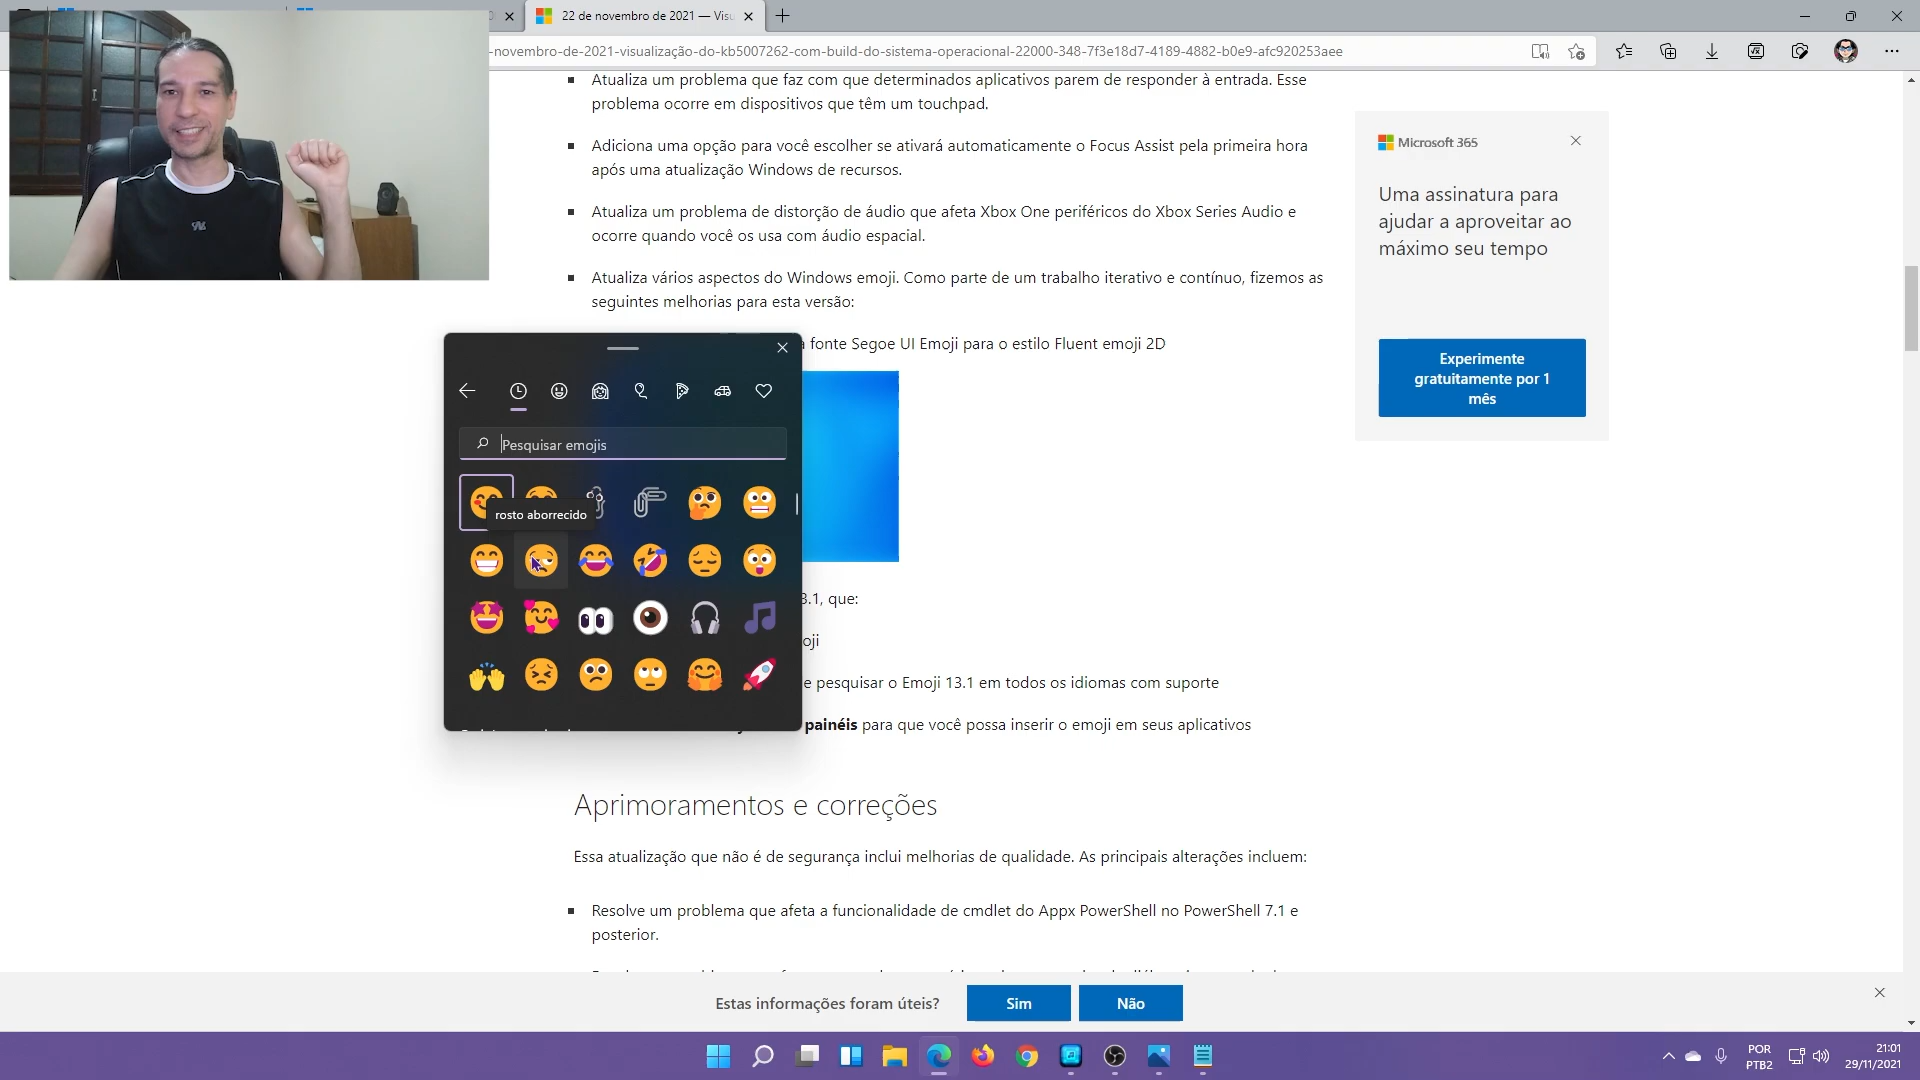 22 de novembro de 2021 — Visu
-novembro-de-2021-visualização-do-kb5007262-com-build-do-sistema-operacional-22000-348-7f3e18d7-4189-4882-b0e9-afc920253aee
Atualiza um problema que faz com que determinados aplicativos parem de responder à entrada. Esse
problema ocorre em dispositivos que têm um touchpad.
Adiciona uma opção para você escolher se ativará automaticamente o Focus Assist pela primeira hora
após uma atualização Windows de recursos.
Atualiza um problema de distorção de áudio que afeta Xbox One periféricos do Xbox Series Audio e
ocorre quando você os usa com áudio espacial.
Atualiza vários aspectos do Windows emoji. Como parte de um trabalho iterativo e contínuo, fizemos as
seguintes melhorias para esta versão:
a fonte Segoe UI Emoji para o estilo Fluent emoji 2D
Pesquisar emojis
rosto aborrecido
3.1, que:
oji
e pesquisar o Emoji 13.1 em todos os idiomas com suporte
painéis para que você possa inserir o emoji em seus aplicativos
Aprimoramentos e correções
Essa atualização que não é de segurança inclui melhorias de qualidade. As principais alterações incluem:
Resolve um problema que afeta a funcionalidade de cmdlet do Appx PowerShell no PowerShell 7.1 e
posterior.
Microsoft 365
Uma assinatura para
ajudar a aproveitar ao
máximo seu tempo
Experimente
gratuitamente por 1
mês
Estas informações foram úteis?
Sim
Não
POR
PTB2
21:01
29/11/2021